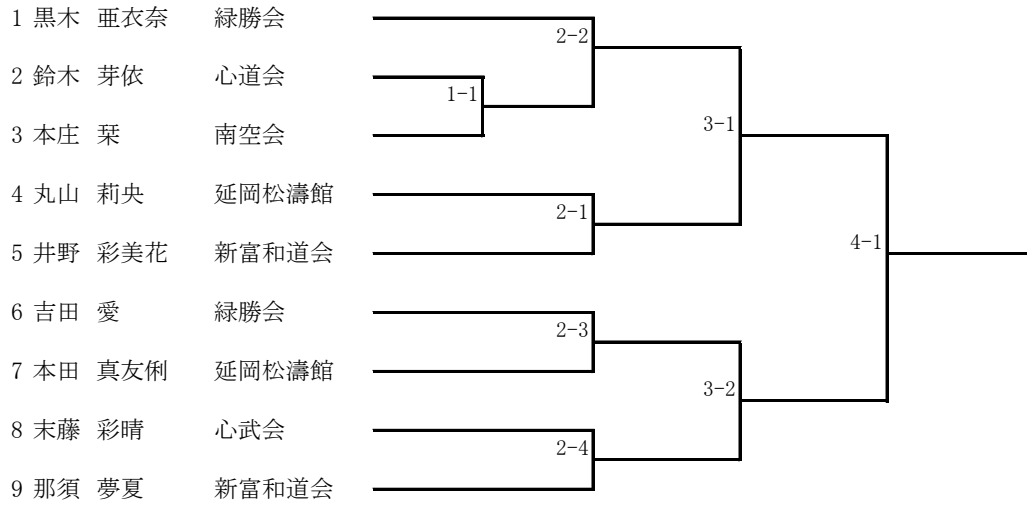 1 黒木 亜衣奈 緑勝会
2-2
2 鈴木 芽依 心道会
1-1
3 本庄 栞 南空会
3-1
4 丸山 莉央 延岡松濤館
2-1
5 井野 彩美花 新富和道会
4-1
6 吉田 愛 緑勝会
2-3
7 本田 真友俐 延岡松濤館
3-2
8 末藤 彩晴 心武会
2-4
9 那須 夢夏 新富和道会